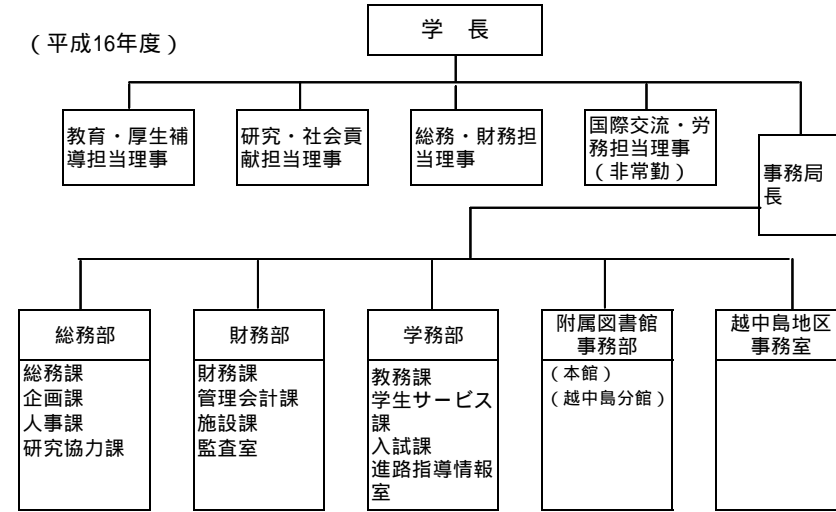 (平成16年度)
学 長
教育・厚生補
導担当理事
研究・社会貢
献担当理事
総務・財務担
当理事
国際交流・労
務担当理事
(非常勤)
事務局
長
総務部
総務課
企画課
人事課
研究協力課
財務部
財務課
管理会計課
施設課
監査室
学務部
教務課
学生サービス
課
入試課
進路指導情報
室
附属図書館
事務部
(本館)
(越中島分館)
越中島地区
事務室